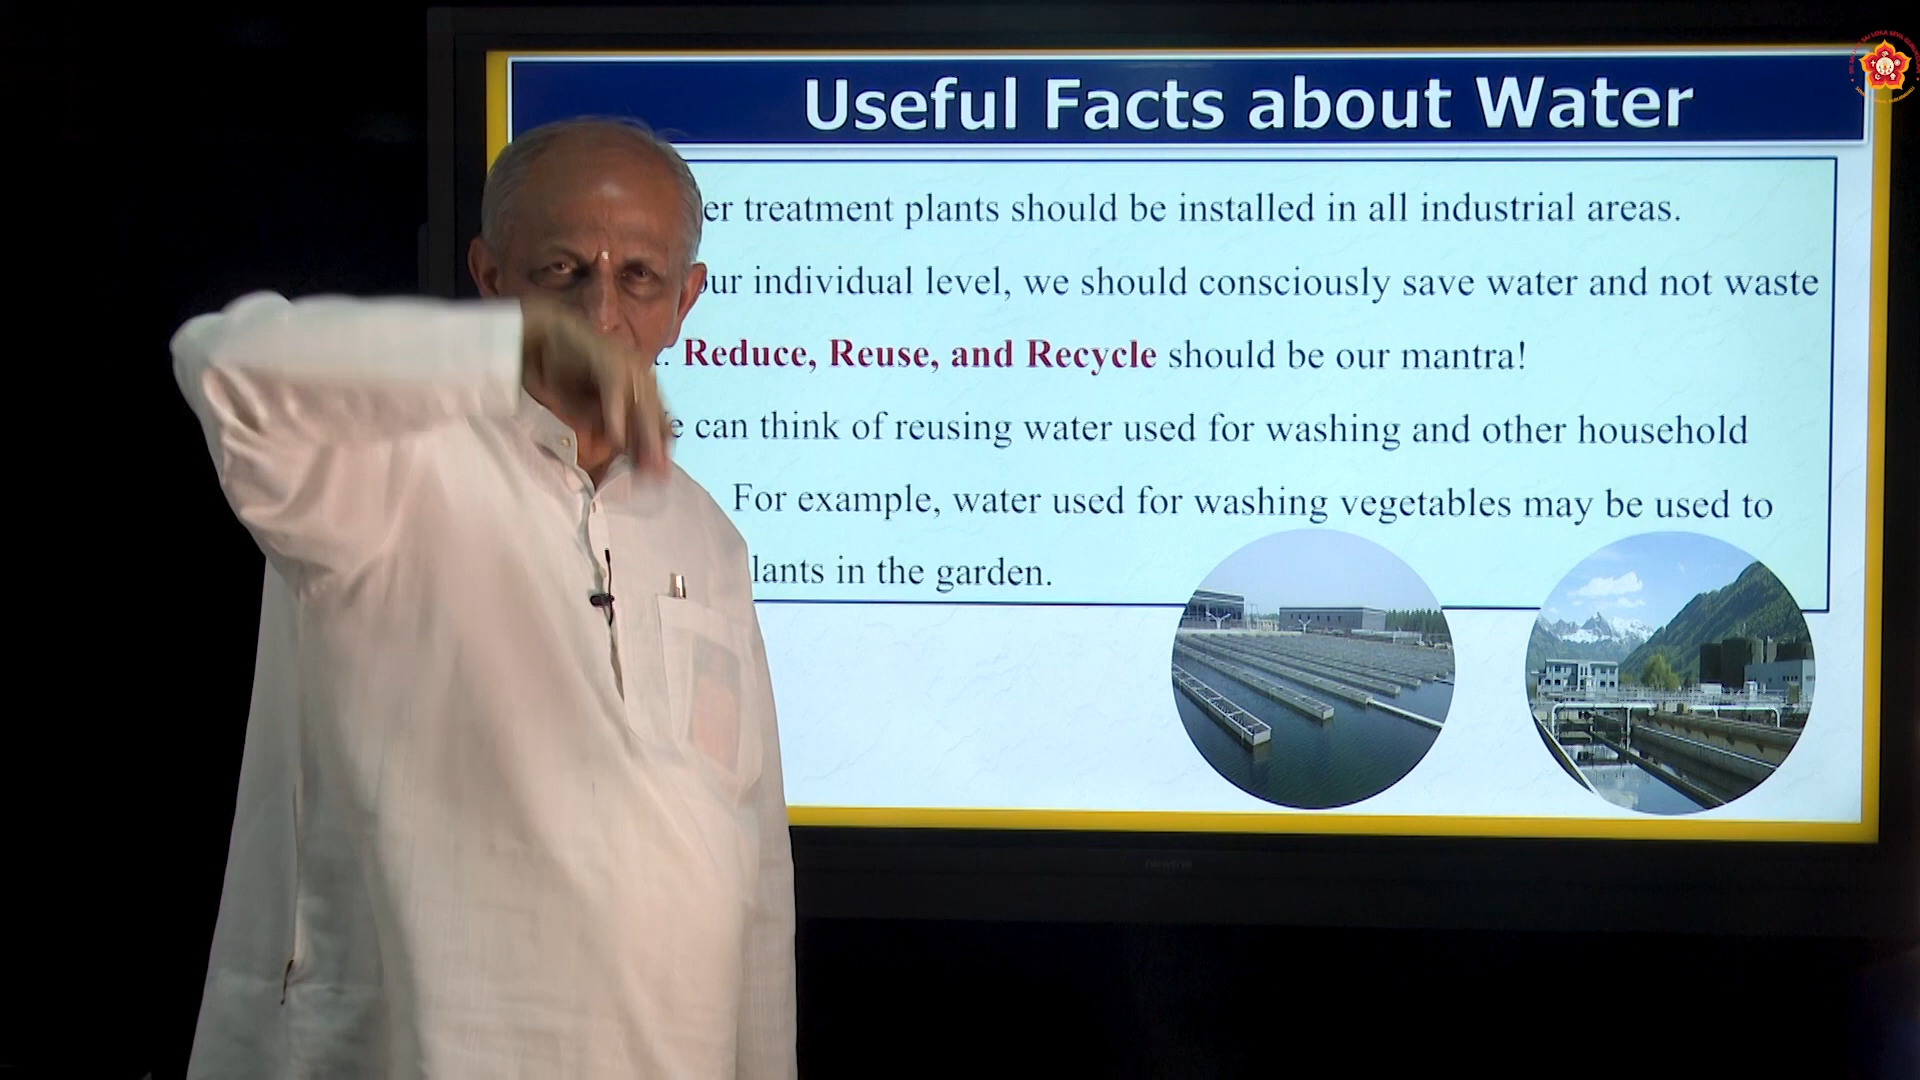 Useful Facts about Water
er treatment plants should be installed in all industrial areas.
our individual level, we should consciously save water and not waste
Reduce, Reuse, and Recycle should be our mantra!
can think of reusing water used for washing and other household
For example, water used for washing vegetables may be used to
lants in the garden.
newline